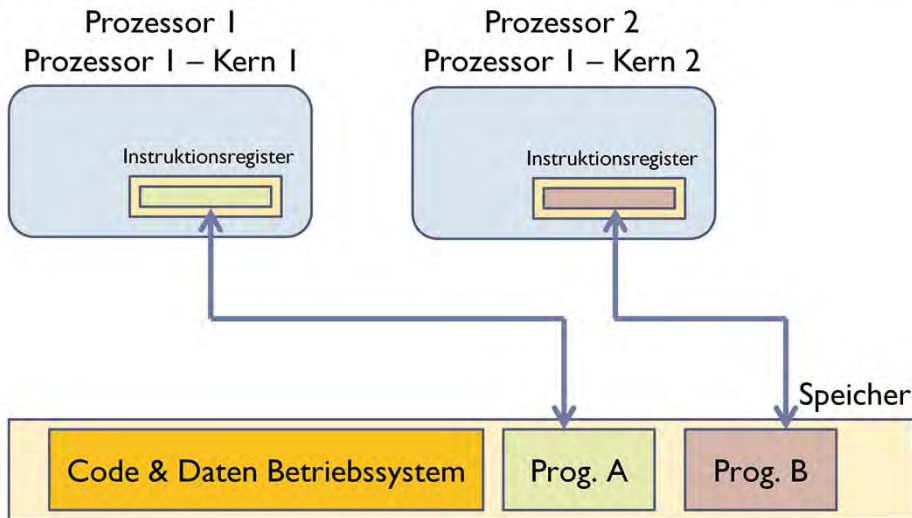 Prozessor 1
Prozessor 1 – Kern 1
Prozessor 2
Prozessor 1 – Kern 2
Instruktionsregister
Instruktionsregister
Speicher
Code & Daten Betriebssystem
Prog. A
Prog. B